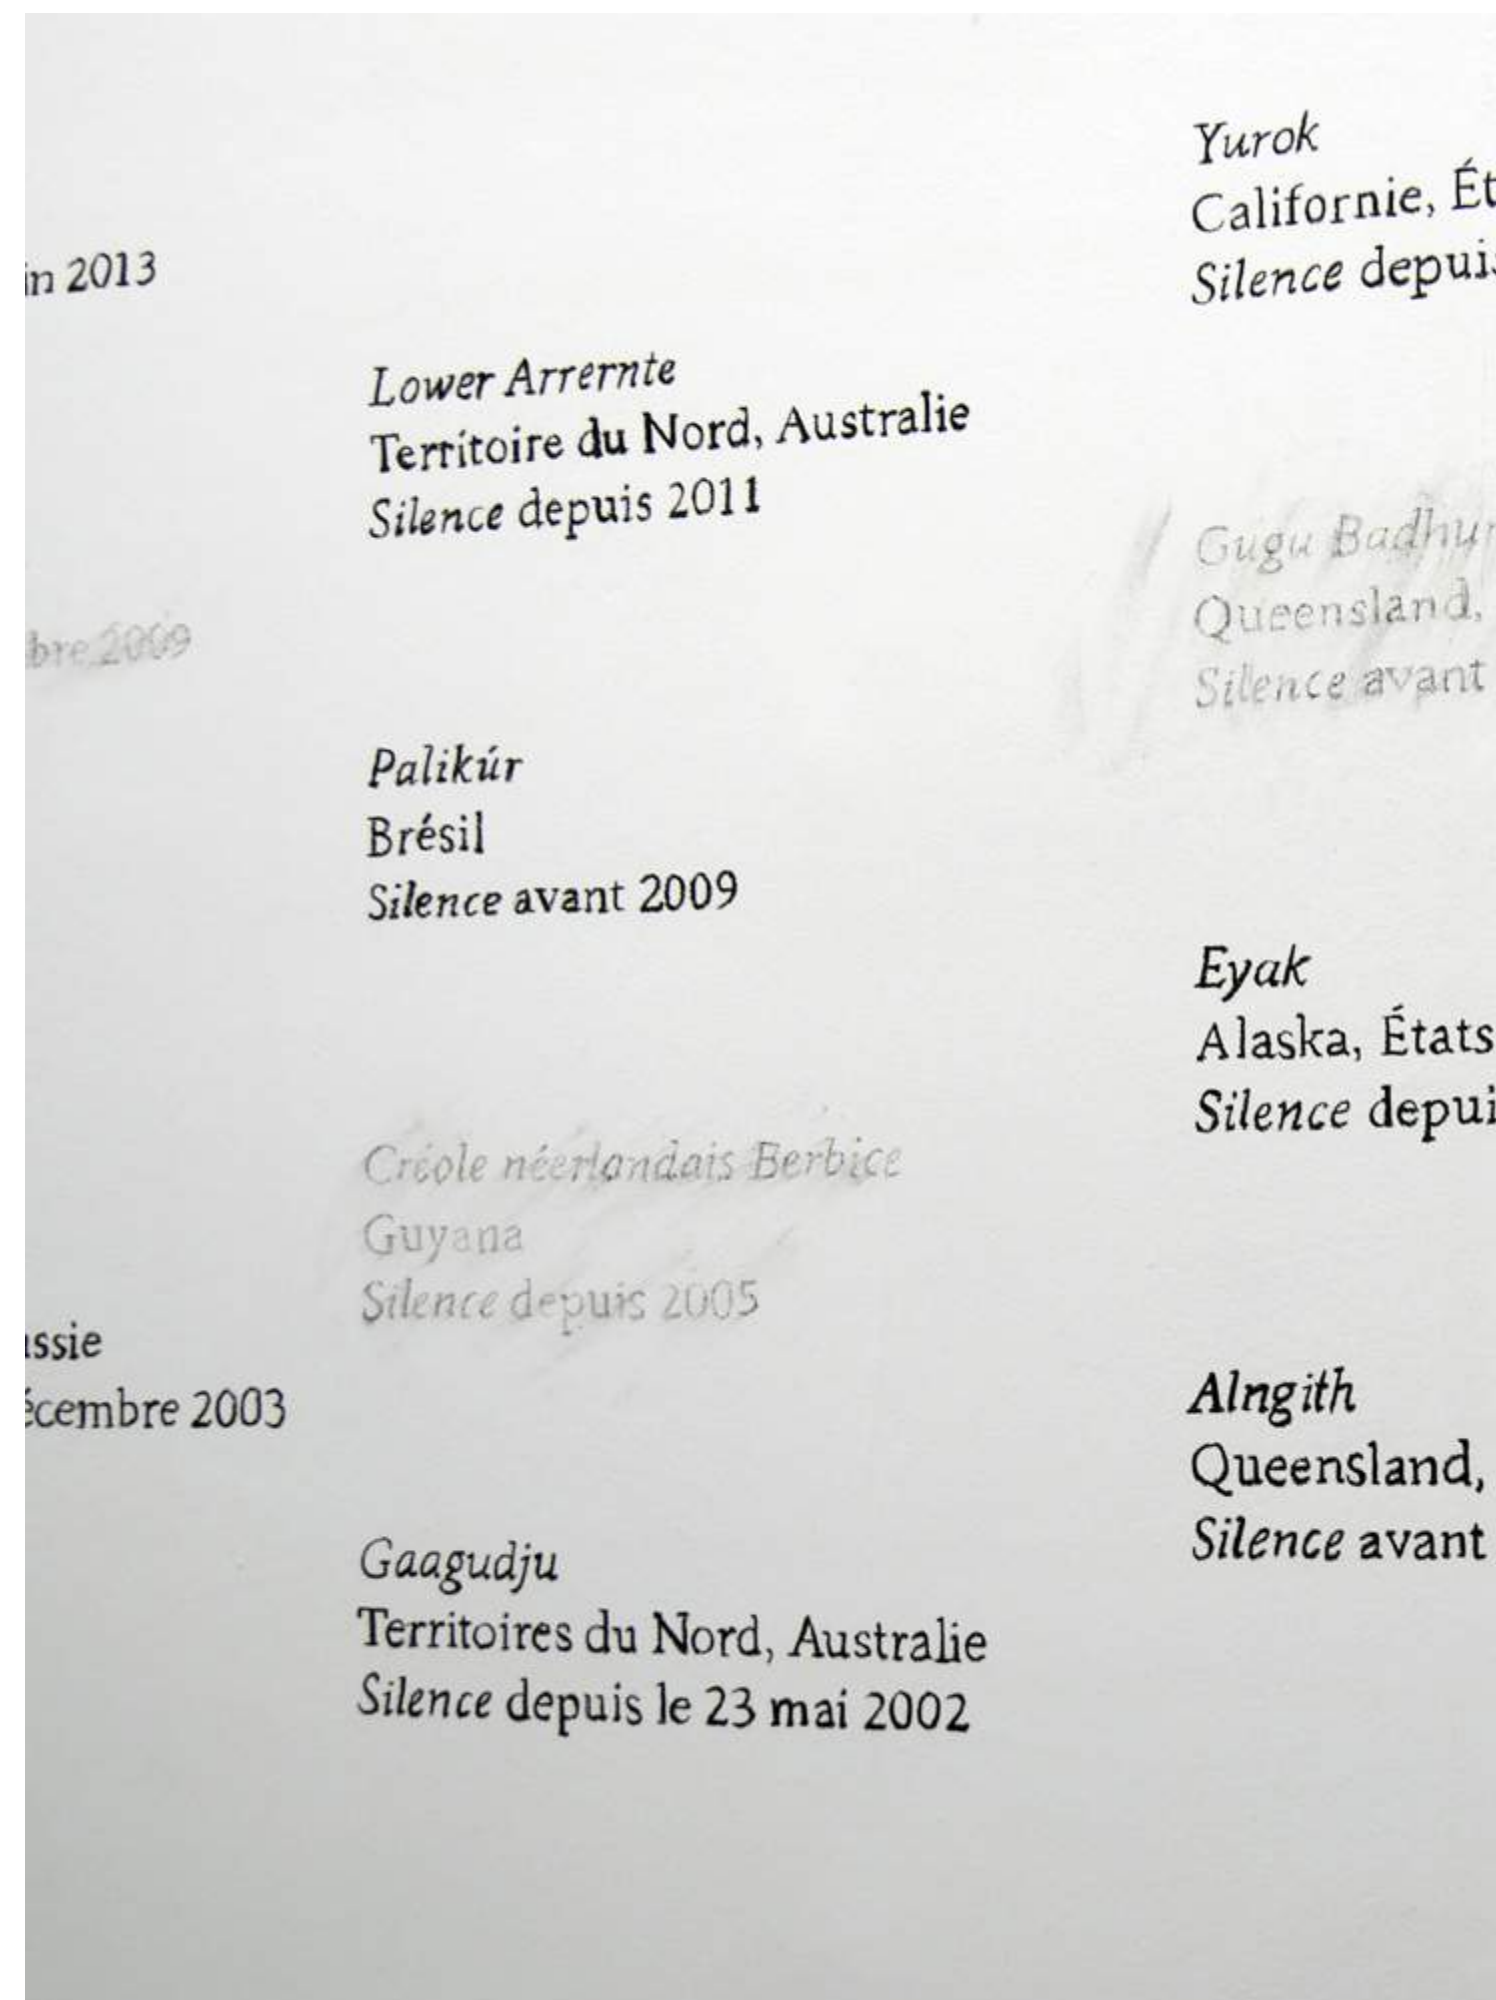 in 2013
bre 2009
ssie
écembre 2003
Lower Arrernte
Territoire du Nord, Australie
Silence depuis 2011
Palikúr
Brésil
Silence avant 2009
Créole néerlandais Berbice
Guyana
Silence depuis 2005
Gaagudju
Territoires du Nord, Australie
Silence depuis le 23 mai 2002
Yurok
Californie, Ét
Silence depuis
Gugu Badhu
Queensland,
Silence avant
Eyak
Alaska, États
Silence depui
Alngith
Queensland,
Silence avant